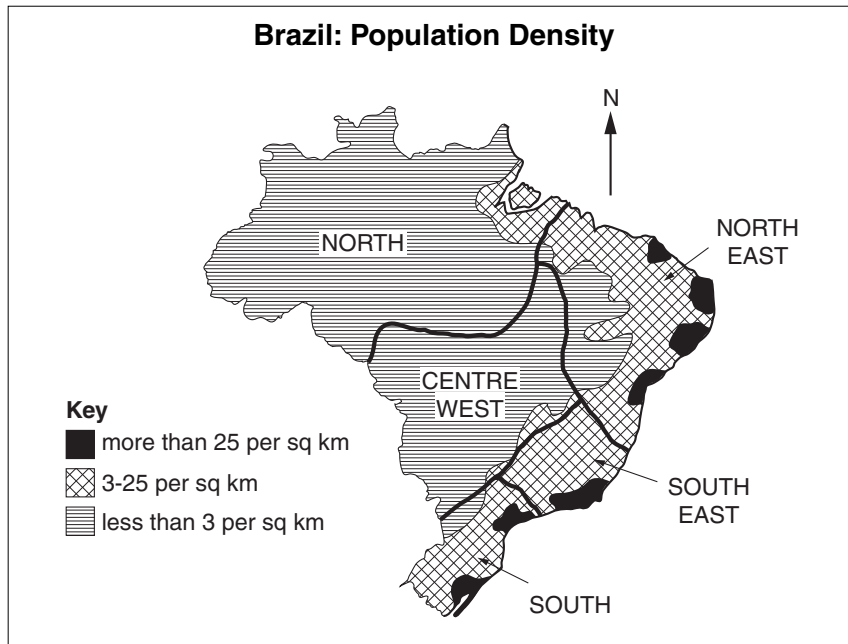 Brazil: Population Density
N
NORTH
NORTH
EAST
CENTRE
WEST
Key
more than 25 per sq km
3-25 per sq km
less than 3 per sq km
SOUTH
EAST
SOUTH